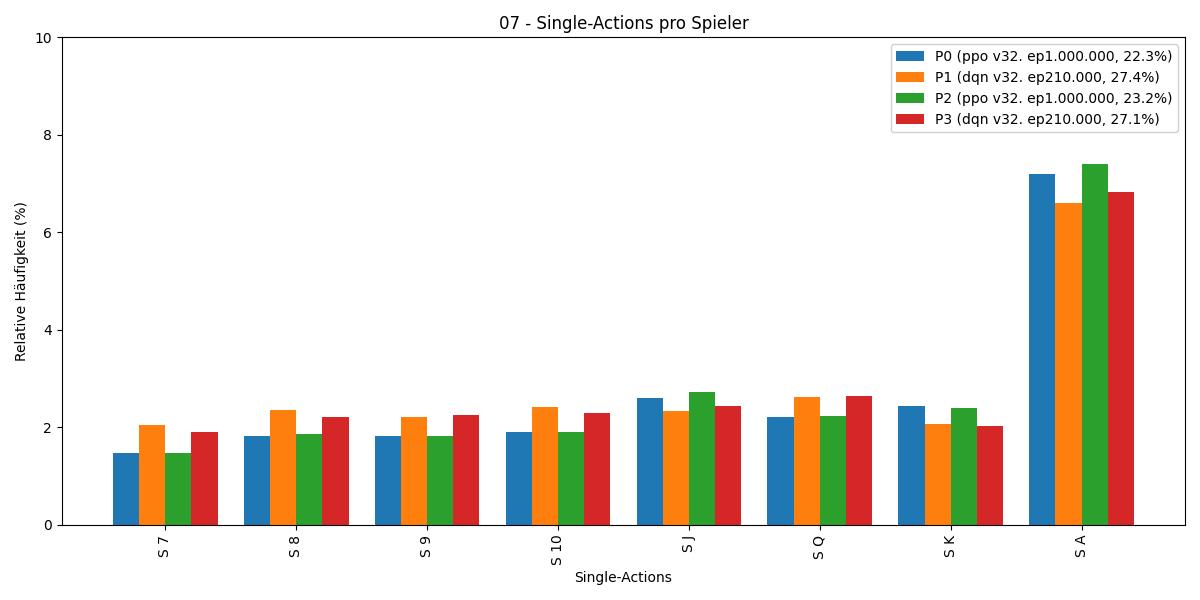 07 - Single-Actions pro Spieler
10
8
6
4
2
0
Relative Häufigkeit (%)
P0 (ppo v32. ep1.000.000, 22.3%)
P1 (dqn v32. ep210.000, 27.4%)
P2 (ppo v32. ep1.000.000, 23.2%)
P3 (dqn v32. ep210.000, 27.1%)
S 7
S 8
S 9
S 10
S J
S Q
S K
S A
Single-Actions